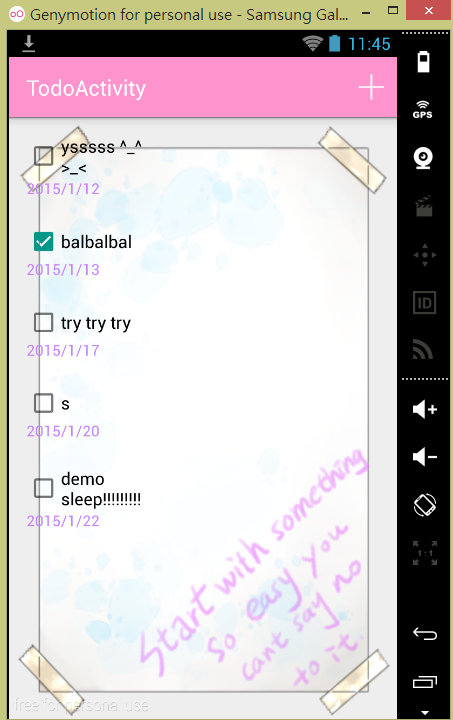 Genymotion for personal use - Samsung Gal...
11:45
TodoActivity
GPS
ysssss ^_^
>_<
2015/1/12
balbalbal
2015/1/13
ID
try try try
2015/1/17
s
2015/1/20
demo
sleep!!!!!!!!!
2015/1/22
1:1
Start with something
so easy you
cant say no
to it.
free for personal use